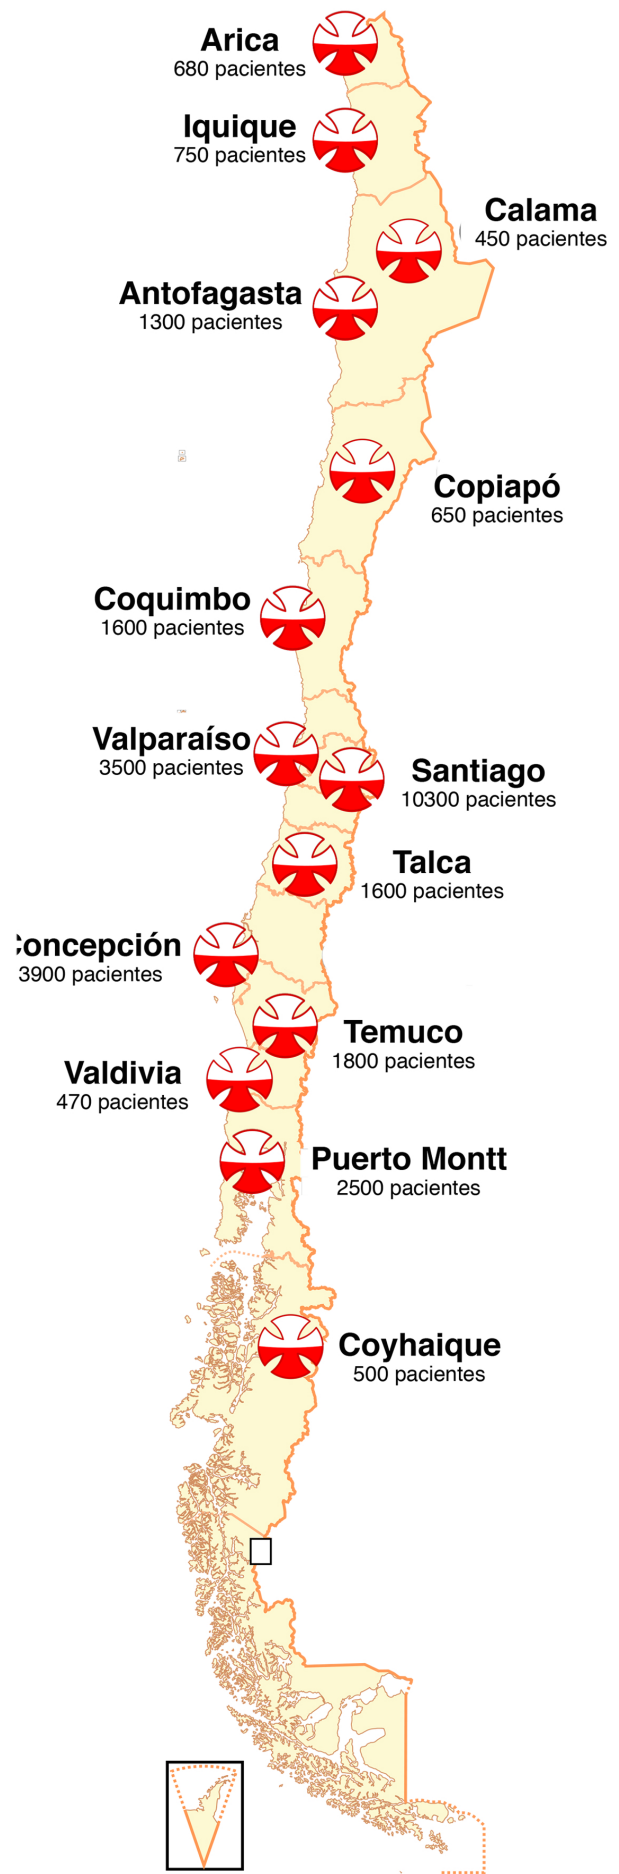 Arica
680 pacientes
Iquique
750 pacientes
Calama
450 pacientes
Antofagasta
1300 pacientes
Copiapó
650 pacientes
Coquimbo
1600 pacientes
Valparaíso
3500 pacientes
Santiago
10300 pacientes
Talca
1600 pacientes
Concepción
3900 pacientes
Temuco
1800 pacientes
Valdivia
470 pacientes
Puerto Montt
2500 pacientes
Coyhaique
500 pacientes